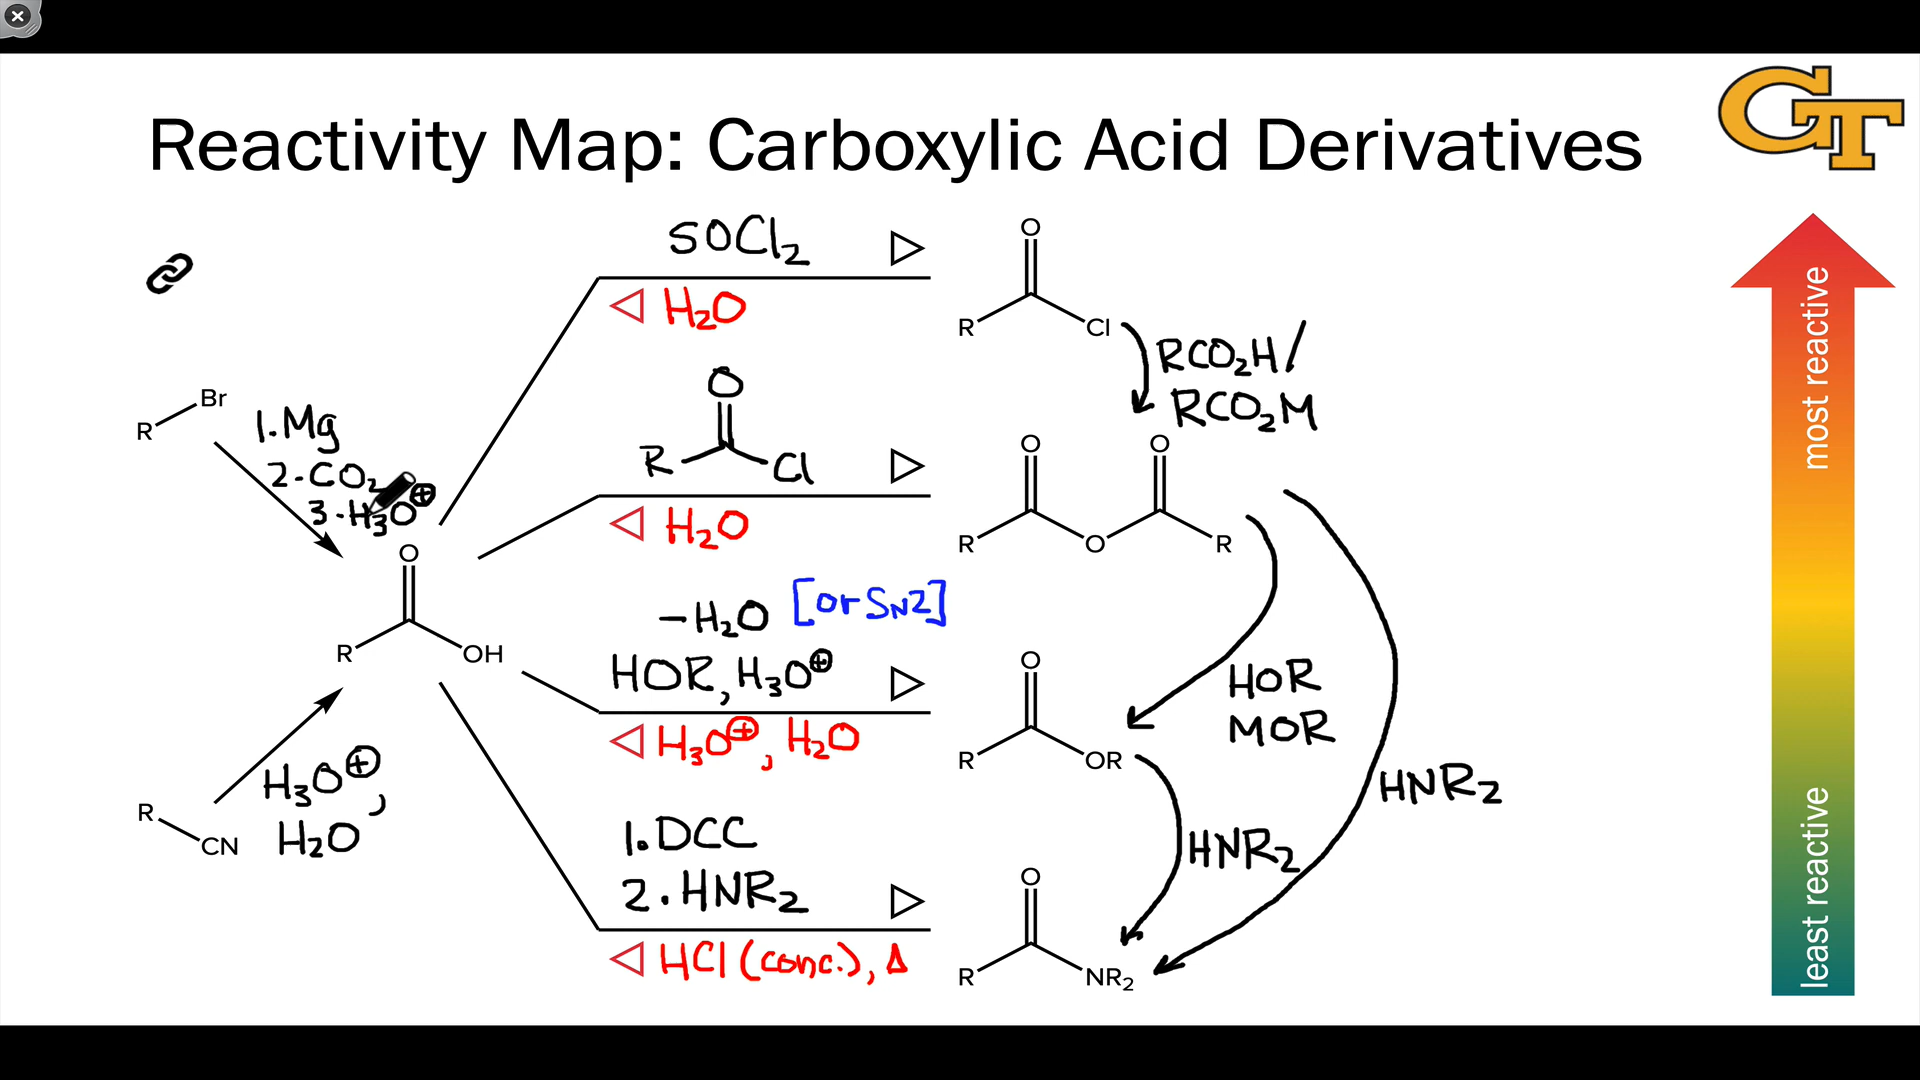 GT
Reactivity Map: Carboxylic Acid Derivatives
SOCl₂
H₂O
O
R
Cl
RCO₂H/
RCO₂M
R
Br
1. Mg
2. CO₂
3. H₃O⊕
O
R
OH
R
CN
H₃O⊕,
H₂O
O
R
Cl
H₂O
O
O
R
O
R
-H₂O [or SN2]
HOR, H₃O⊕
H₃O⊕, H₂O
O
R
OR
HOR
MOR
HNR₂
HNR₂
1. DCC
2. HNR₂
HCl (conc.), Δ
O
R
NR₂
most reactive
least reactive